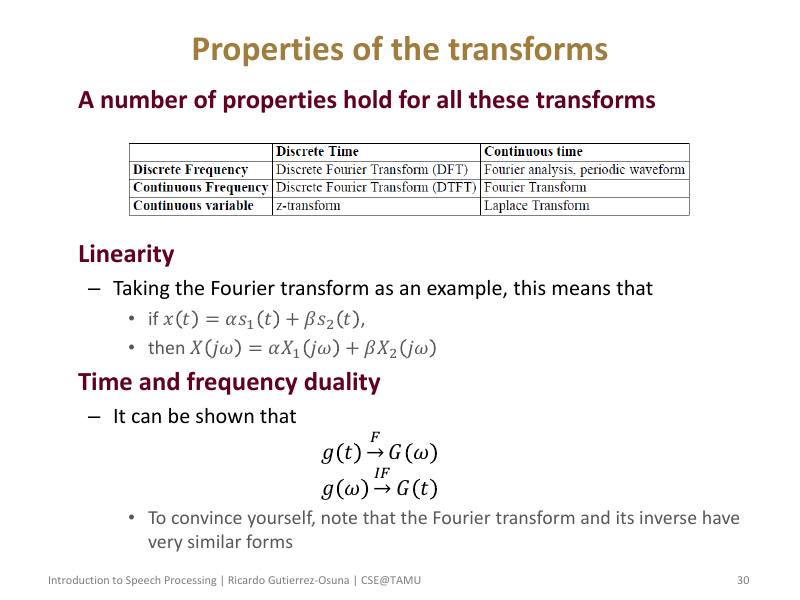 Properties of the transforms
A number of properties hold for all these transforms
Discrete Time Continuous time
Discrete Frequency Discrete Fourier Transform (DFT) Fourier analysis, periodic waveform
Continuous Frequency Discrete Fourier Transform (DTFT) Fourier Transform
Continuous variable z-transform Laplace Transform
Linearity
– Taking the Fourier transform as an example, this means that
• if x(t) = αs₁(t) + βs₂(t),
• then X(jω) = αX₁(jω) + βX₂(jω)
Time and frequency duality
– It can be shown that
F
g(t) → G(ω)
IF
g(ω) → G(t)
• To convince yourself, note that the Fourier transform and its inverse have
very similar forms
Introduction to Speech Processing | Ricardo Gutierrez-Osuna | CSE@TAMU 30